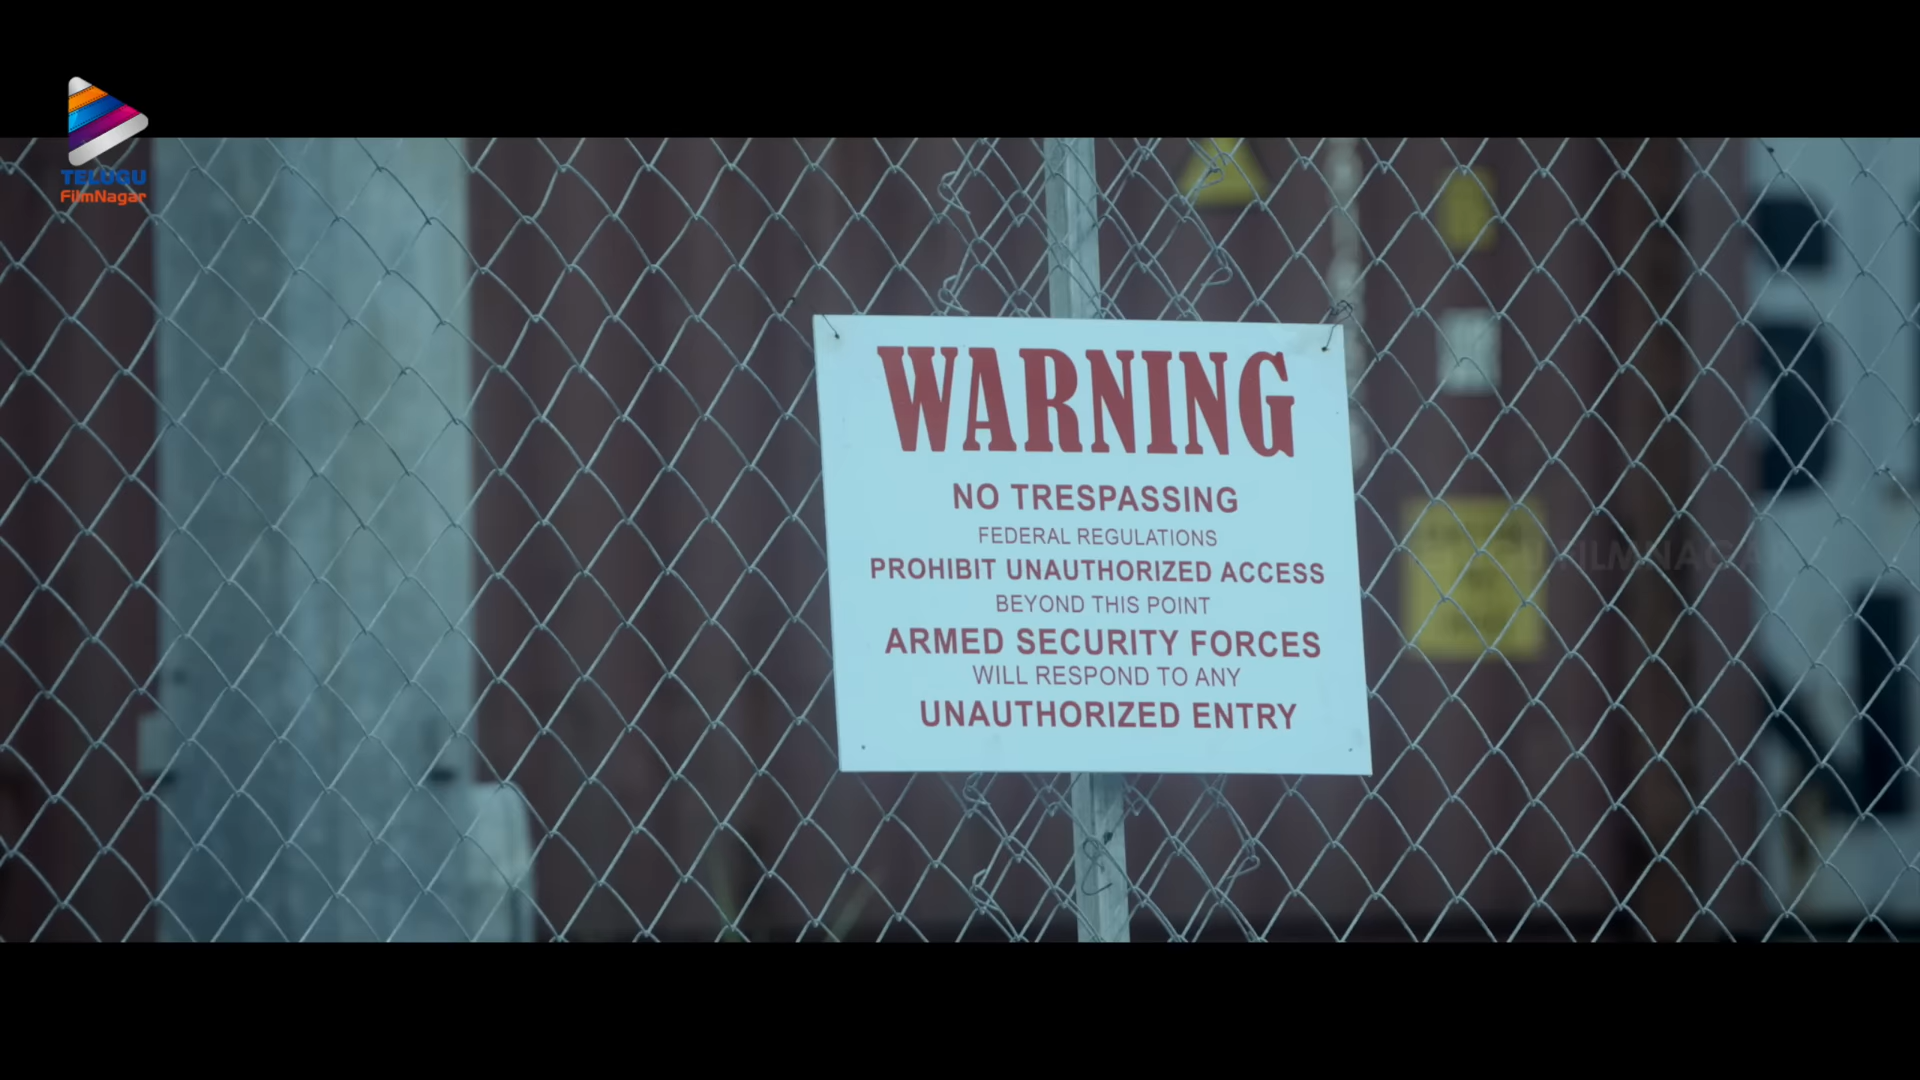 TELUGU
FilmNagar
WARNING
NO TRESPASSING
FEDERAL REGULATIONS
PROHIBIT UNAUTHORIZED ACCESS
BEYOND THIS POINT
ARMED SECURITY FORCES
WILL RESPOND TO ANY
UNAUTHORIZED ENTRY